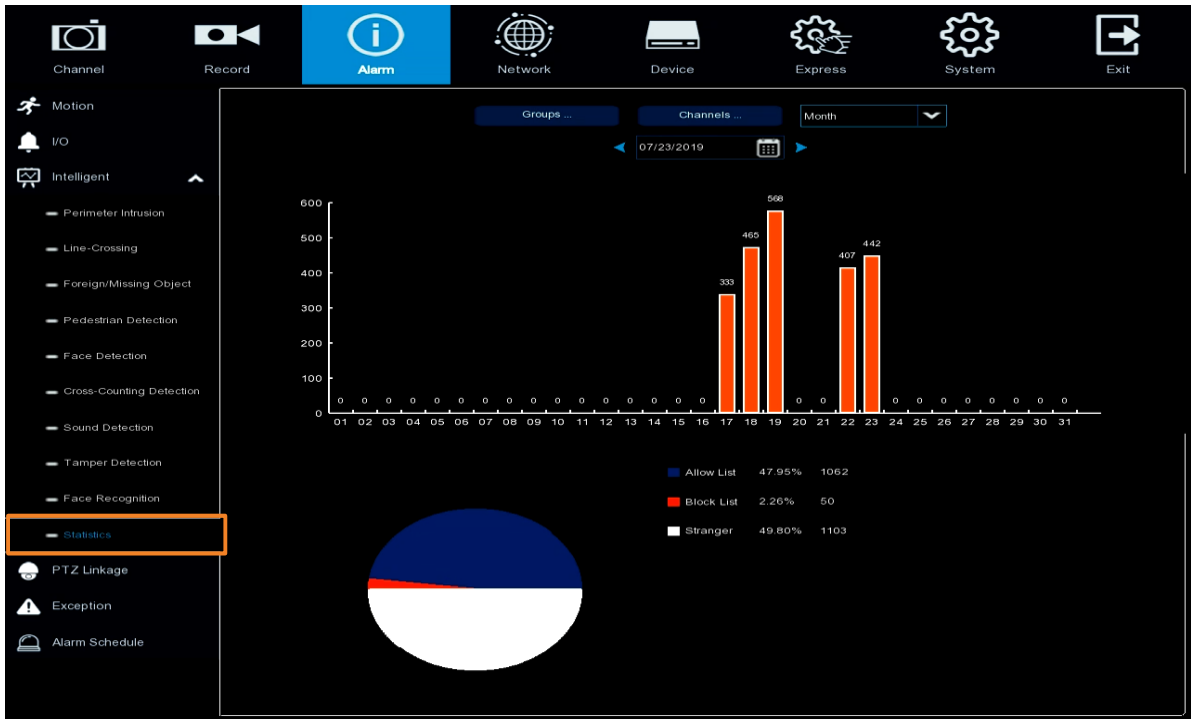 Channel Record Alarm Network Device Express System Exit
Motion
I/O
Intelligent
Perimeter Intrusion
Line-Crossing
Foreign/Missing Object
Pedestrian Detection
Face Detection
Cross-Counting Detection
Sound Detection
Tamper Detection
Face Recognition
Statistics
PTZ Linkage
Exception
Alarm Schedule
Groups ... Channels ... Month
07/23/2019
600
500
400
300
200
100
0
0 0 0 0 0 0 0 0 0 0 0 0 0 0 0 0 333 465 568 0 0 407 442 0 0 0 0 0 0 0 0
01 02 03 04 05 06 07 08 09 10 11 12 13 14 15 16 17 18 19 20 21 22 23 24 25 26 27 28 29 30 31
Allow List 47.95% 1062
Block List 2.26% 50
Stranger 49.80% 1103